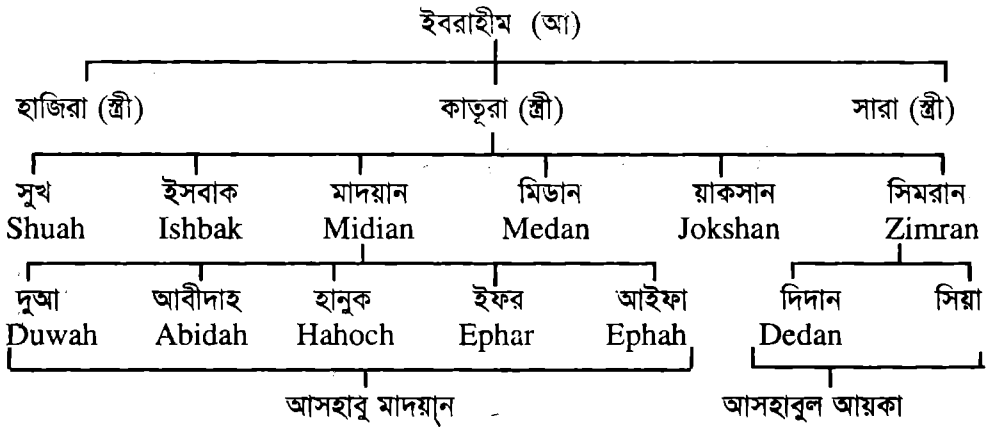 ইবরাহীম (আ)
হাজিরা (স্ত্রী) কাতূরা (স্ত্রী) সারা (স্ত্রী)
সুখ ইসবাক মাদয়ান মিডান য়াকসান সিমরান
Shuah Ishbak Midian Medan Jokshan Zimran
দুআ আবীদাহ হানুক ইফর আইফা দিদান সিয়া
Duwah Abidah Hahoch Ephar Ephah Dedan
আসহাবু মাদয়ান আসহাবুল আয়কা